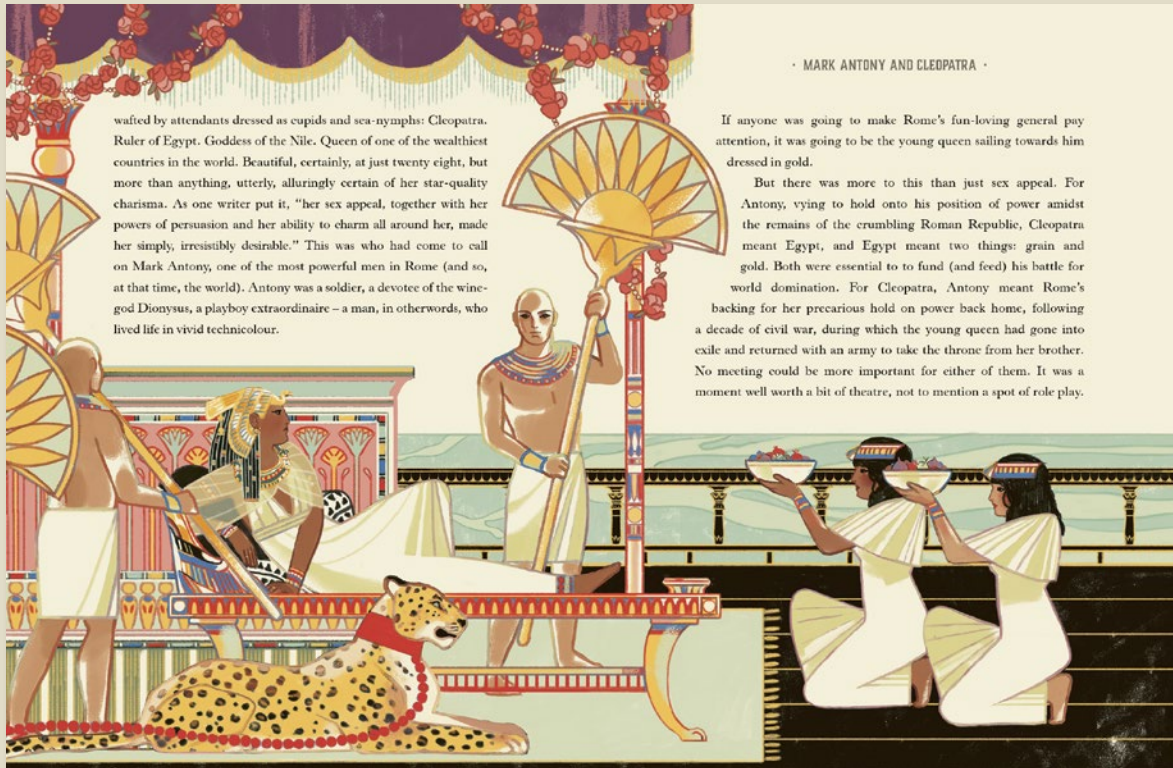 wafted by attendants dressed as cupids and sea-nymphs: Cleopatra.
Ruler of Egypt. Goddess of the Nile. Queen of one of the wealthiest
countries in the world. Beautiful, certainly, at just twenty eight, but
more than anything, utterly, alluringly certain of her star-quality
charisma. As one writer put it, “her sex appeal, together with her
powers of persuasion and her ability to charm all around her, made
her simply, irresistibly desirable.” This was who had come to call
on Mark Antony, one of the most powerful men in Rome (and so,
at that time, the world). Antony was a soldier, a devotee of the wine-
god Dionysus, a playboy extraordinaire – a man, in otherwords, who
lived life in vivid technicolour.
· MARK ANTONY AND CLEOPATRA ·
If anyone was going to make Rome’s fun-loving general pay
attention, it was going to be the young queen sailing towards him
dressed in gold.
But there was more to this than just sex appeal. For
Antony, vying to hold onto his position of power amidst
the remains of the crumbling Roman Republic, Cleopatra
meant Egypt, and Egypt meant two things: grain and
gold. Both were essential to to fund (and feed) his battle for
world domination. For Cleopatra, Antony meant Rome’s
backing for her precarious hold on power back home, following
a decade of civil war, during which the young queen had gone into
exile and returned with an army to take the throne from her brother.
No meeting could be more important for either of them. It was a
moment well worth a bit of theatre, not to mention a spot of role play.